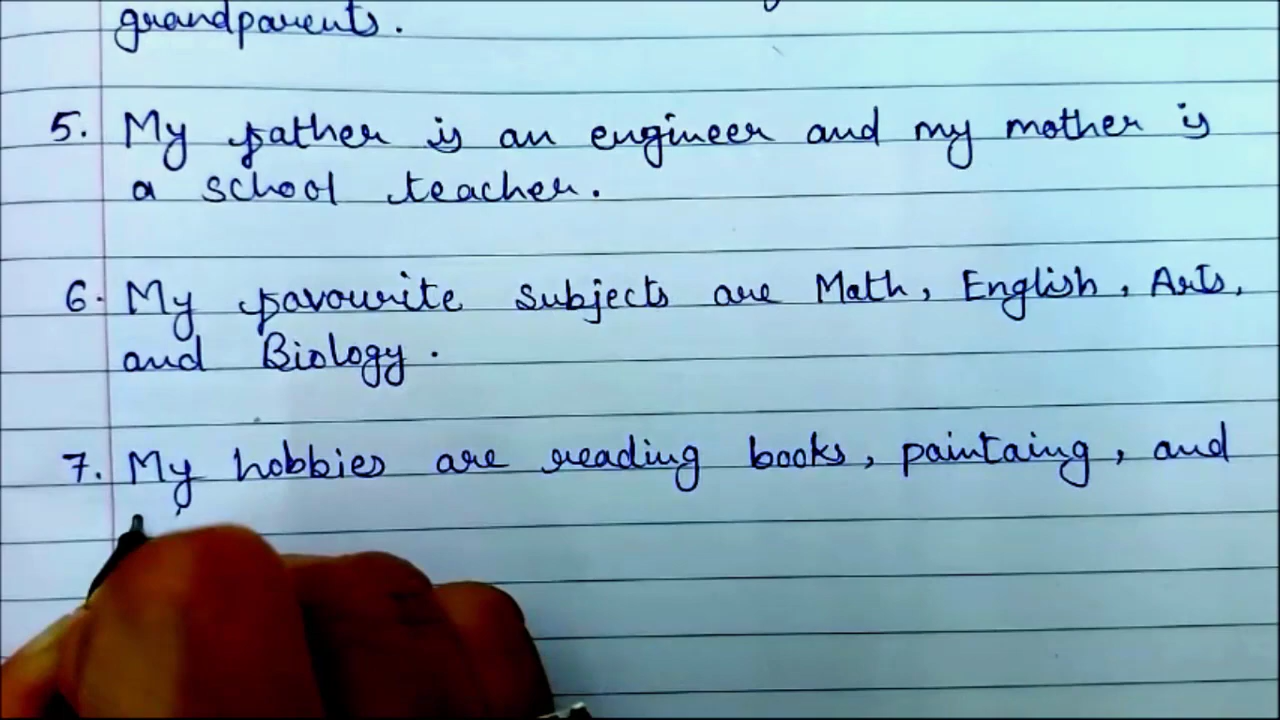 grandparents.
5. My father is an engineer and my mother is
a school teacher.
6. My favourite subjects are Math, English, Arts,
and Biology.
7. My hobbies are reading books, paintaing, and